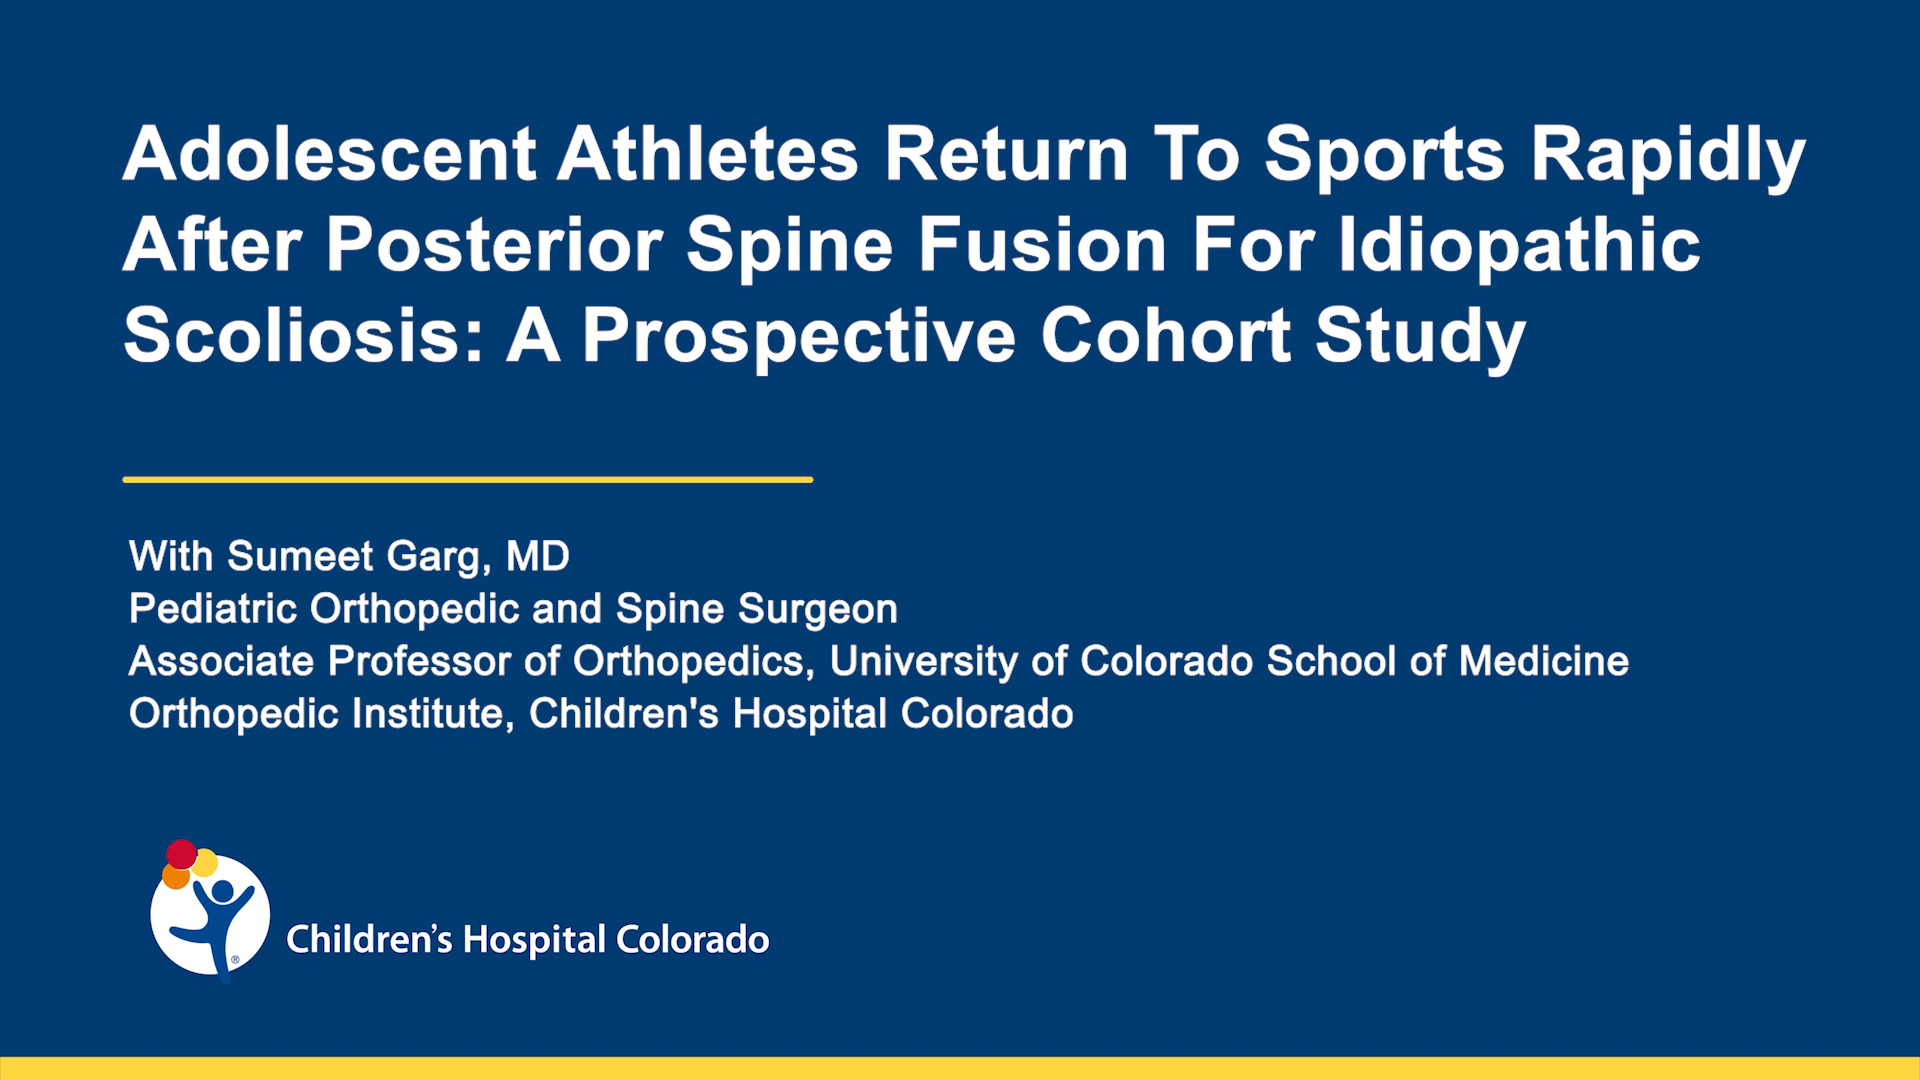 Adolescent Athletes Return To Sports Rapidly
After Posterior Spine Fusion For Idiopathic
Scoliosis: A Prospective Cohort Study
With Sumeet Garg, MD
Pediatric Orthopedic and Spine Surgeon
Associate Professor of Orthopedics, University of Colorado School of Medicine
Orthopedic Institute, Children's Hospital Colorado
®
Children’s Hospital Colorado